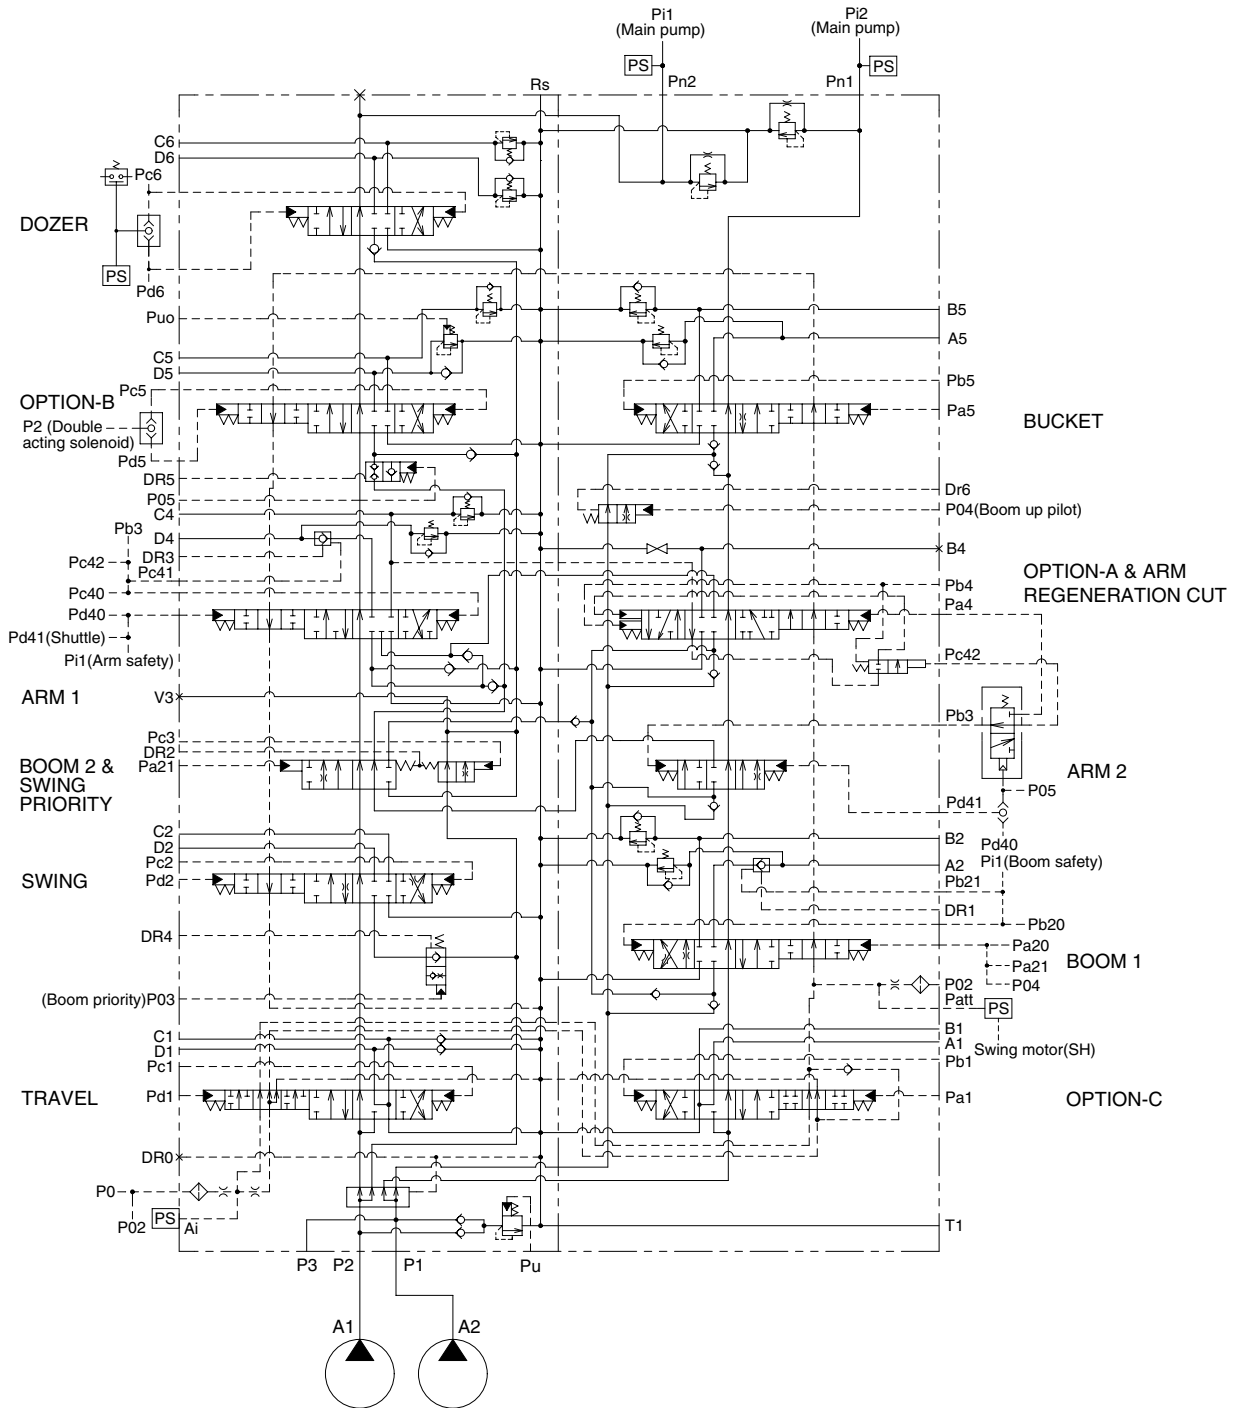 Pi1
(Main pump)
Pi2
(Main pump)
PS
PS
Rs
Pn2
Pn1
C6
D6
Pc6
DOZER
PS
Pd6
Puo
B5
A5
C5
D5
Pc5
Pb5
OPTION-B
P2 (Double
acting solenoid)
Pa5
BUCKET
Pd5
DR5
P05
C4
Dr6
P04(Boom up pilot)
Pb3
D4
DR3
Pc42
Pc41
B4
OPTION-A & ARM
REGENERATION CUT
Pc40
Pb4
Pd40
Pa4
Pd41(Shuttle)
Pi1(Arm safety)
Pc42
ARM 1
V3
Pb3
Pc3
DR2
Pa21
BOOM 2 &
SWING
PRIORITY
ARM 2
P05
Pd41
C2
D2
Pc2
B2
Pd40
A2
Pi1(Boom safety)
SWING
Pd2
Pb21
DR1
Pb20
DR4
Pa20
Pa21
BOOM 1
P04
(Boom priority)P03
P02
Patt
PS
C1
D1
B1
A1
Swing motor(SH)
Pc1
Pb1
TRAVEL
Pd1
Pa1
OPTION-C
DR0
P0
P02
PS
Ai
T1
P3
P2
P1
Pu
A1
A2